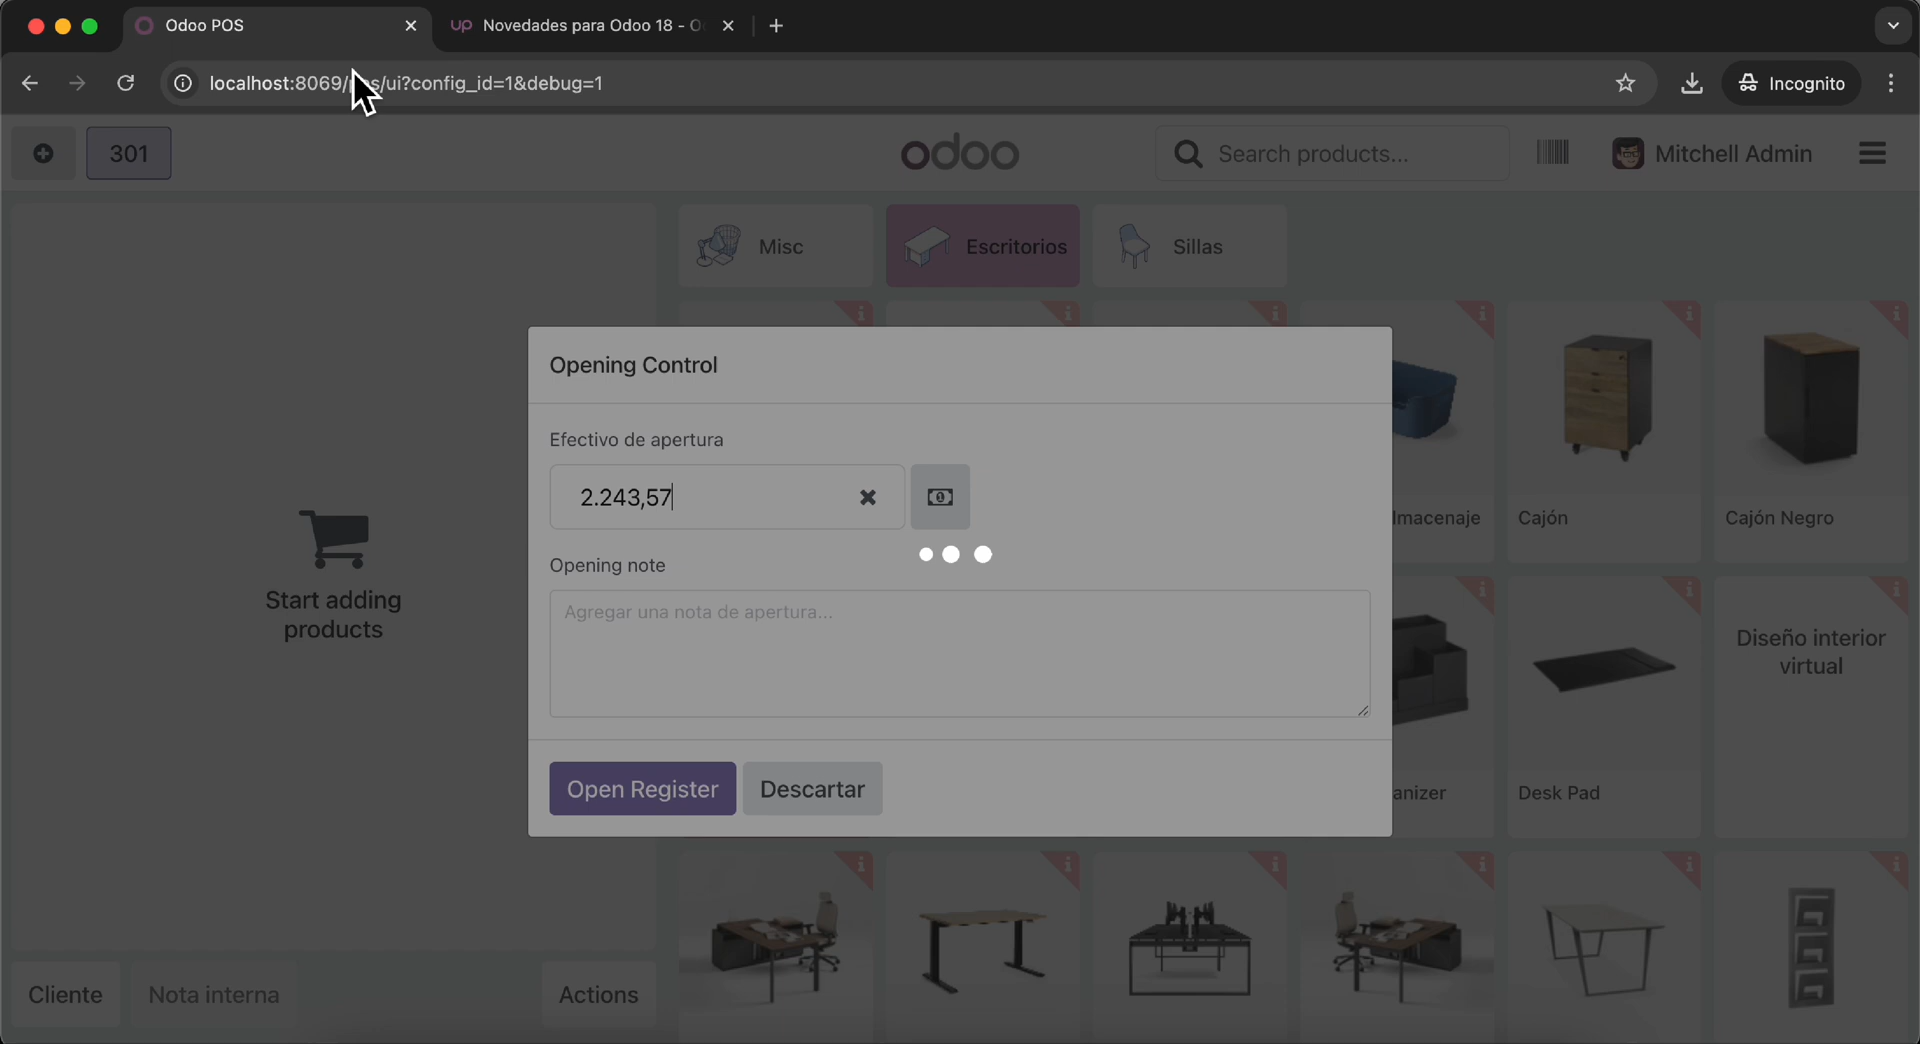 Odoo POS
up Novedades para Odoo 18 - O
localhost:8069/pos/ui?config_id=1&debug=1
Incognito
301
odoo
Search products...
Mitchell Admin
Misc
Escritorios
Sillas
Opening Control
Efectivo de apertura
2.243,57
Opening note
Agregar una nota de apertura...
Open Register
Descartar
Start adding
products
lmacenaje
Cajón
Cajón Negro
Diseño interior
virtual
anizer
Desk Pad
Cliente
Nota interna
Actions